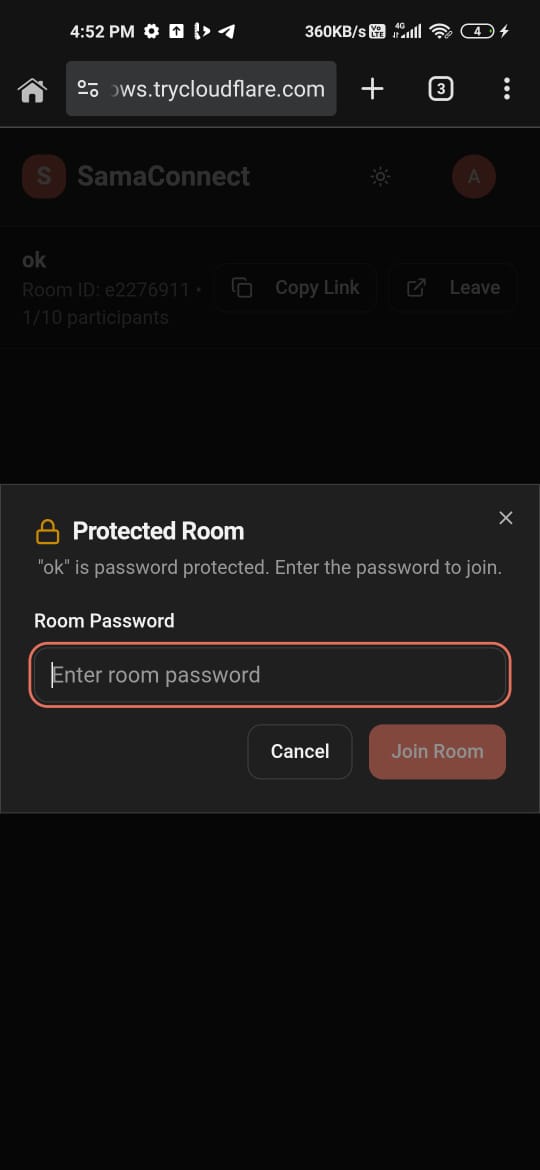 4:52 PM 360KB/s Vo LTE 4G 4
ows.trycloudflare.com 3
S SamaConnect A
ok
Room ID: e2276911 •
1/10 participants
Copy Link Leave
Protected Room
"ok" is password protected. Enter the password to join.
Room Password
Enter room password
Cancel Join Room